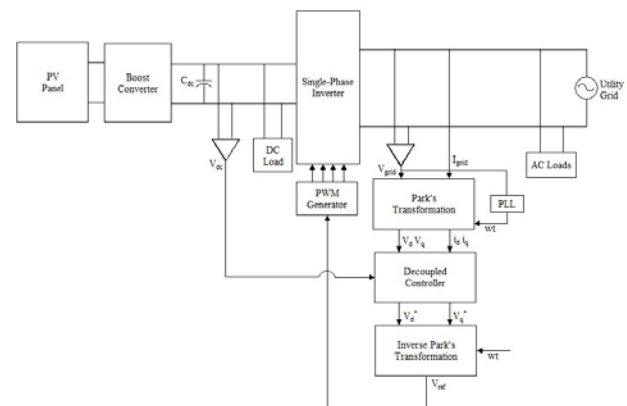 PV
Panel
Boost
Converter
Cdc
Single-Phase
Inverter
Utility
Grid
DC
Load
AC Loads
Vdc
Vgrid
Igrid
PWM
Generator
Park's
Transformation
PLL
wt
Vd Vq
id iq
Decoupled
Controller
Vd*
Vq*
Inverse Park's
Transformation
wt
Vref